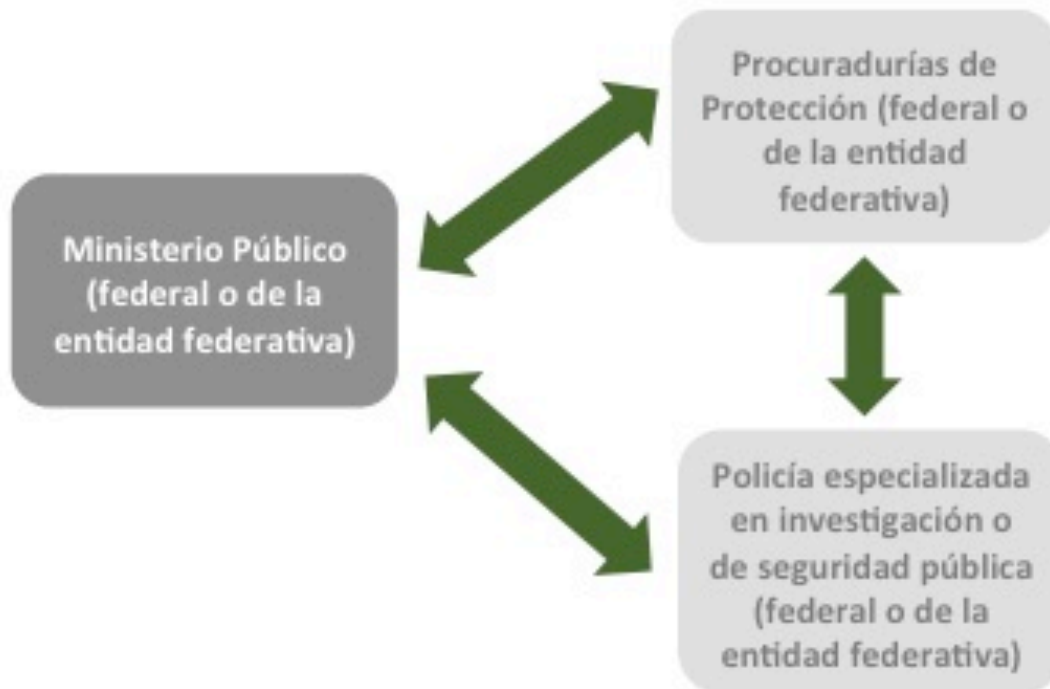 Procuradurías de
Protección (federal o
de la entidad
federativa)
Ministerio Público
(federal o de la
entidad federativa)
Policía especializada
en investigación o
de seguridad pública
(federal o de la
entidad federativa)